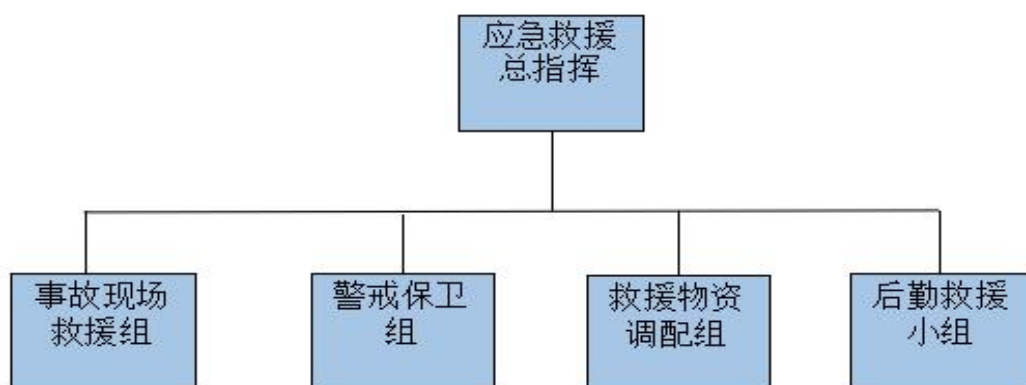 应急救援
总指挥
事故现场
救援组
警戒保卫
组
救援物资
调配组
后勤救援
小组